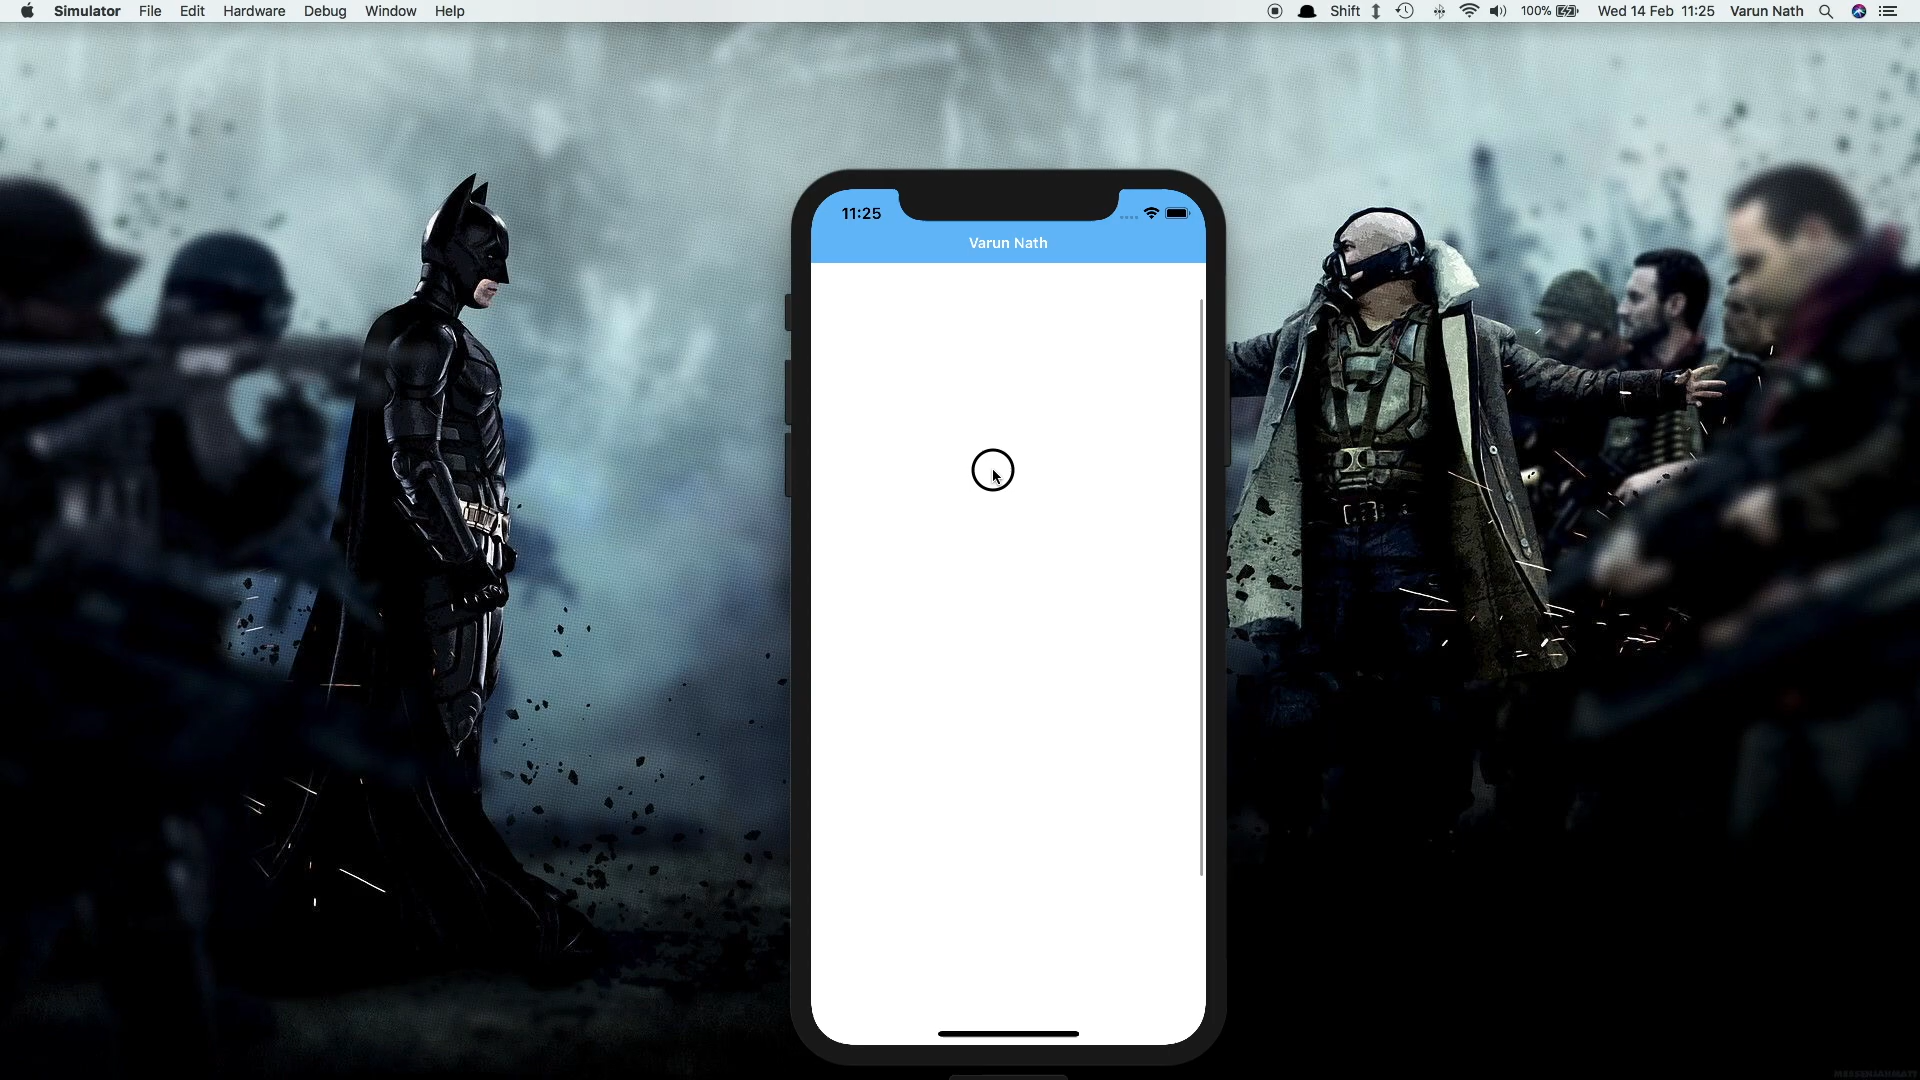 Simulator File Edit Hardware Debug Window Help Shift 100% Wed 14 Feb 11:25 Varun Nath
11:25
Varun Nath